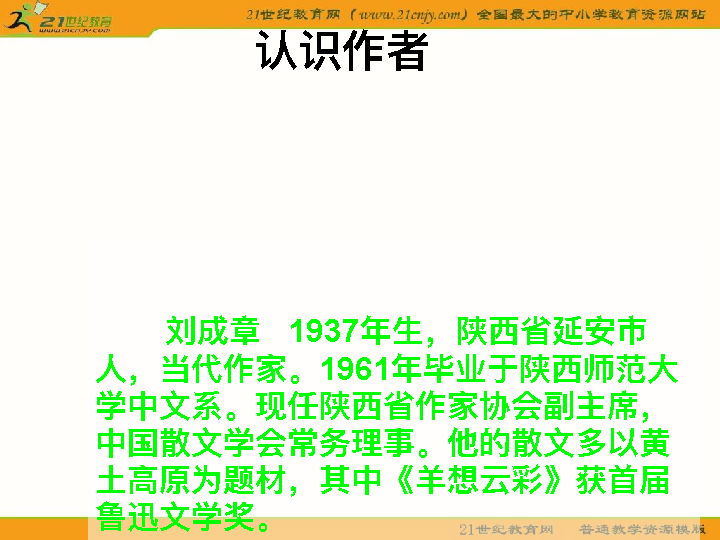 21世纪教育
www.21cnjy.com
21世纪教育网（www.21cnjy.com）全国最大的中小学教育资源网站
认识作者
刘成章 1937年生，陕西省延安市
人，当代作家。1961年毕业于陕西师范大
学中文系。现任陕西省作家协会副主席，
中国散文学会常务理事。他的散文多以黄
土高原为题材，其中《羊想云彩》获首届
鲁迅文学奖。
21世纪教育网 普通教学资源模版